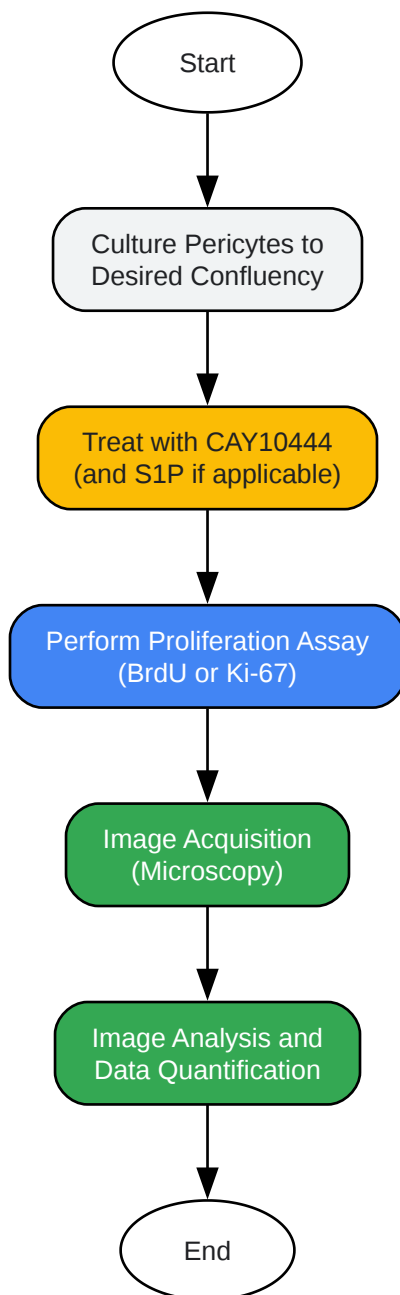 Start
Culture Pericytes to
Desired Confluency
Treat with CAY10444
(and S1P if applicable)
Perform Proliferation Assay
(BrdU or Ki-67)
Image Acquisition
(Microscopy)
Image Analysis and
Data Quantification
End